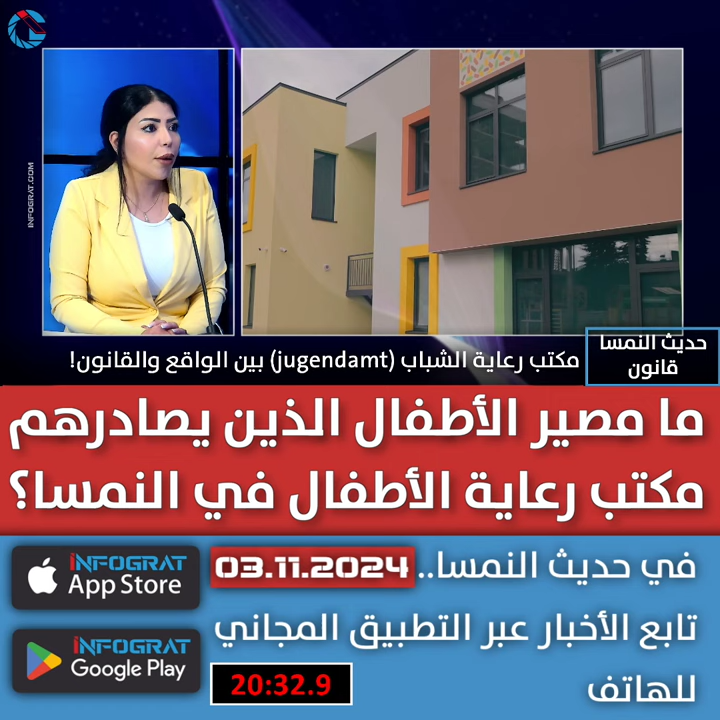 INFOGRAT.COM
حديث النمسا
قانون
مكتب رعاية الشباب (jugendamt) بين الواقع والقانون!
ما مصير الأطفال الذين يصادرهم
مكتب رعاية الأطفال في النمسا؟
في حديث النمسا.. 03.11.2024
تابع الأخبار عبر التطبيق المجاني
للهاتف
20:32.9
INFOGRAT
App Store
INFOGRAT
Google Play